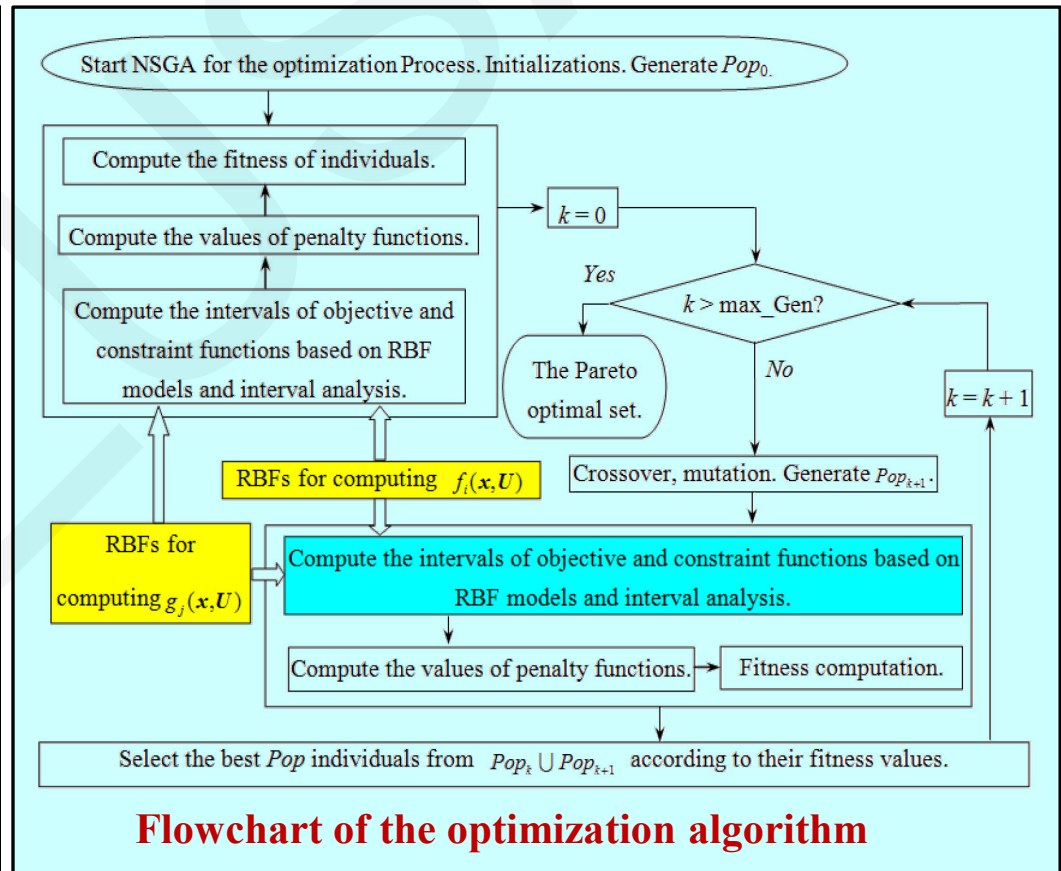 Start NSGA for the optimization Process. Initializations. Generate Pop₀.
Compute the fitness of individuals.
Compute the values of penalty functions.
Compute the intervals of objective and
constraint functions based on RBF
models and interval analysis.
k = 0
Yes
k > max_Gen?
No
The Pareto
optimal set.
k = k + 1
RBFs for computing fᵢ(x,U)
Crossover, mutation. Generate Popₖ₊₁.
RBFs for
computing gⱼ(x,U)
Compute the intervals of objective and constraint functions based on
RBF models and interval analysis.
Compute the values of penalty functions.
Fitness computation.
Select the best Pop individuals from Popₖ ∪ Popₖ₊₁ according to their fitness values.
Flowchart of the optimization algorithm